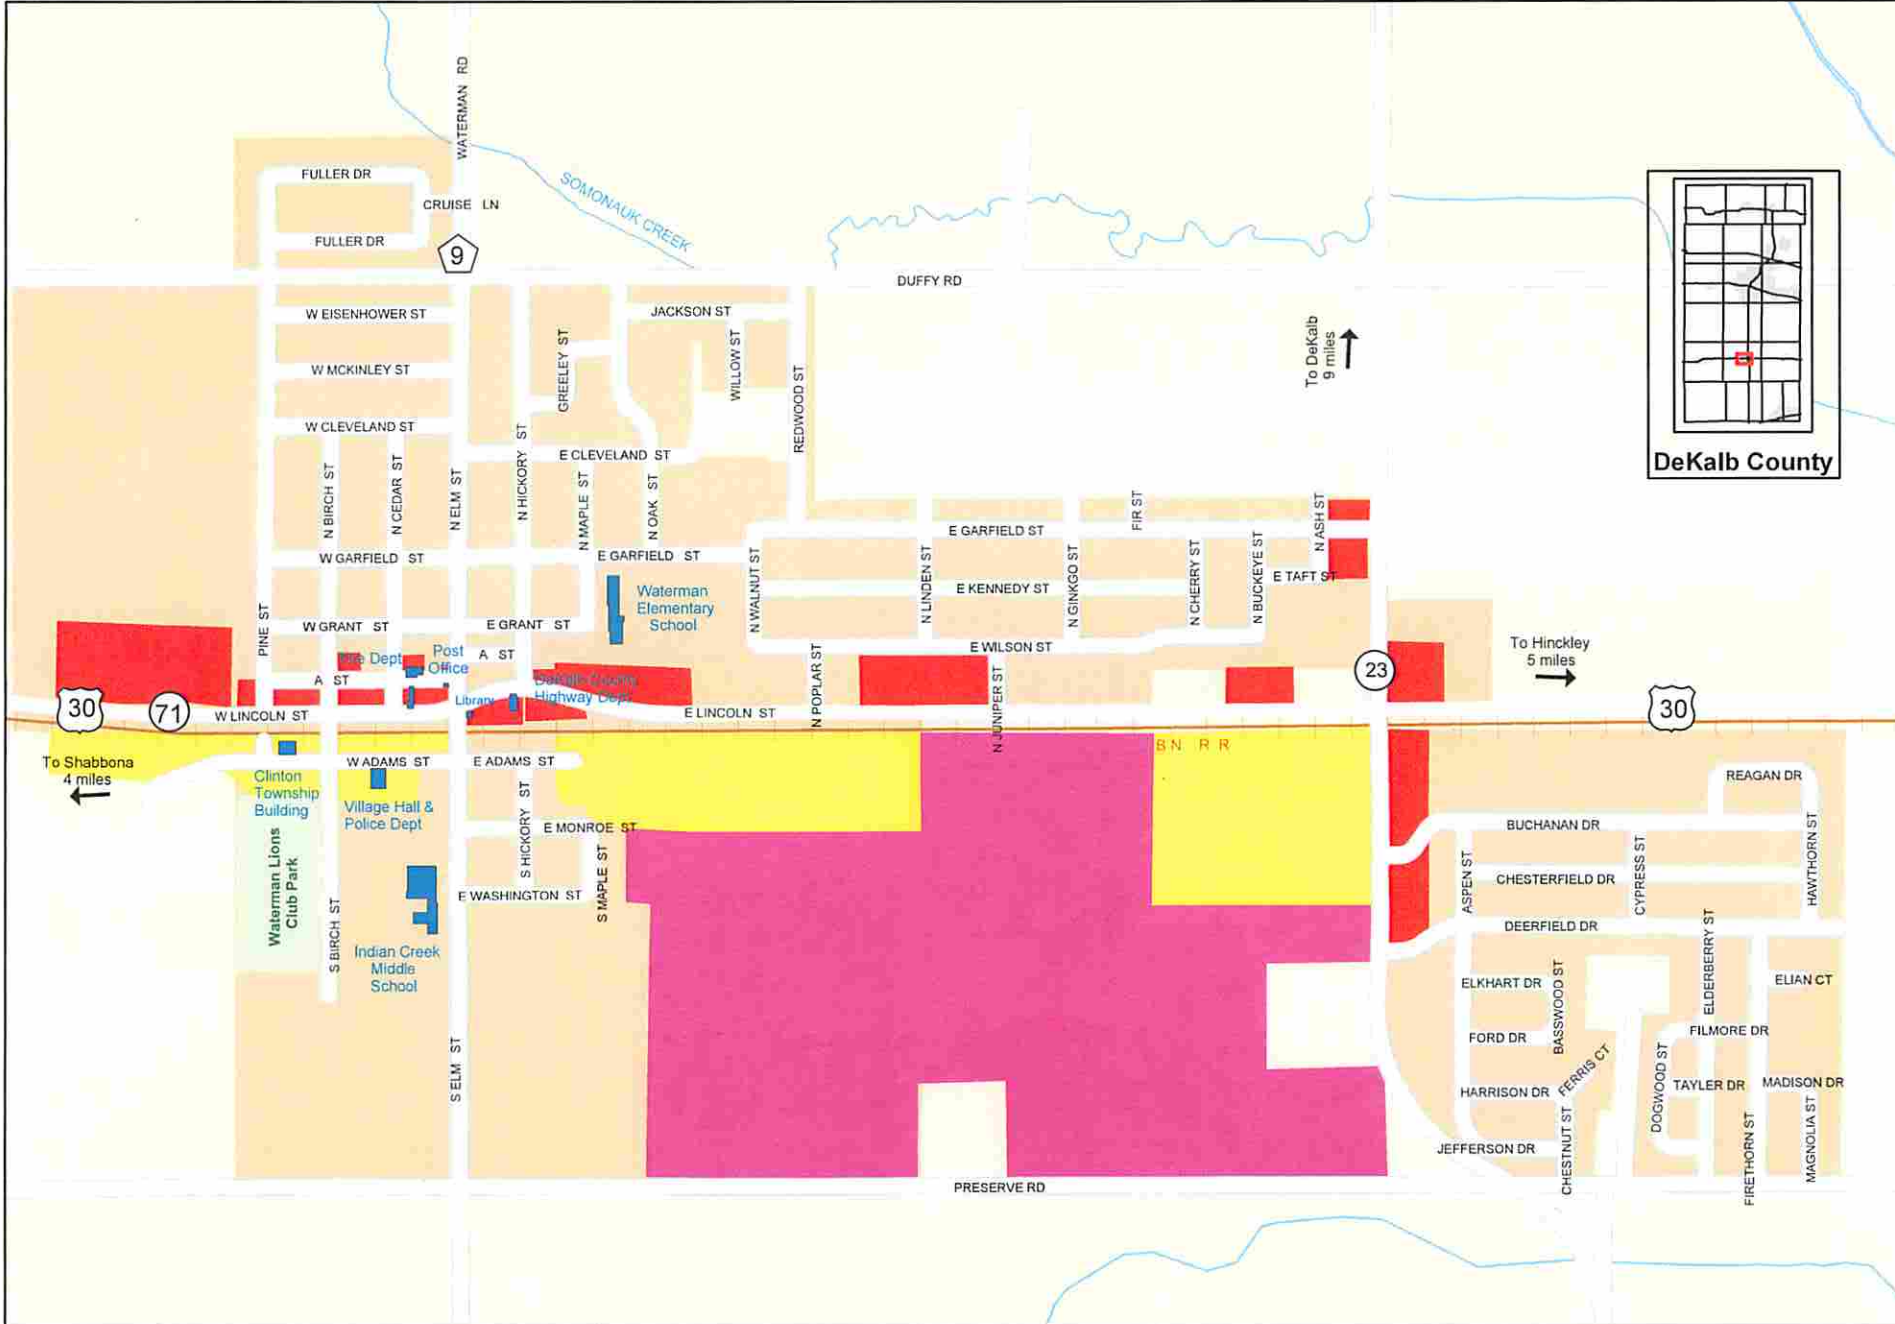 WATERMAN RD
FULLER DR
CRUISE LN
FULLER DR
9
SOMONAUK CREEK
DUFFY RD
W EISENHOWER ST
JACKSON ST
W MCKINLEY ST
GREELEY ST
WILLOW ST
REDWOOD ST
To DeKalb
9 miles
DeKalb County
W CLEVELAND ST
E CLEVELAND ST
N BIRCH ST
N CEDAR ST
N ELM ST
N HICKORY ST
N MAPLE ST
N OAK ST
W GARFIELD ST
E GARFIELD ST
E GARFIELD ST
FIR ST
N ASH ST
N WALNUT ST
N LINDEN ST
N GINKGO ST
N CHERRY ST
N BUCKEYE ST
E TAFT ST
E KENNEDY ST
Waterman
Elementary
School
PINE ST
W GRANT ST
E GRANT ST
E WILSON ST
Fire Dept
Post
Office
A ST
A ST
Library
DeKalb County
Highway Dept
N POPLAR ST
N JUNIPER ST
23
To Hinckley
5 miles
30
71
W LINCOLN ST
E LINCOLN ST
30
BN RR
To Shabbona
4 miles
W ADAMS ST
E ADAMS ST
Clinton
Township
Building
Village Hall &
Police Dept
S HICKORY ST
E MONROE ST
S MAPLE ST
E WASHINGTON ST
Waterman Lions
Club Park
S BIRCH ST
Indian Creek
Middle
School
S ELM ST
PRESERVE RD
REAGAN DR
BUCHANAN DR
ASPEN ST
CHESTERFIELD DR
CYPRESS ST
HAWTHORN ST
DEERFIELD DR
ELKHART DR
BASSWOOD ST
ELDERBERRY ST
ELIAN CT
FORD DR
FILMORE DR
FERRIS CT
HARRISON DR
DOGWOOD ST
TAYLER DR
MADISON DR
JEFFERSON DR
CHESTNUT ST
FIRETHORN ST
MAGNOLIA ST